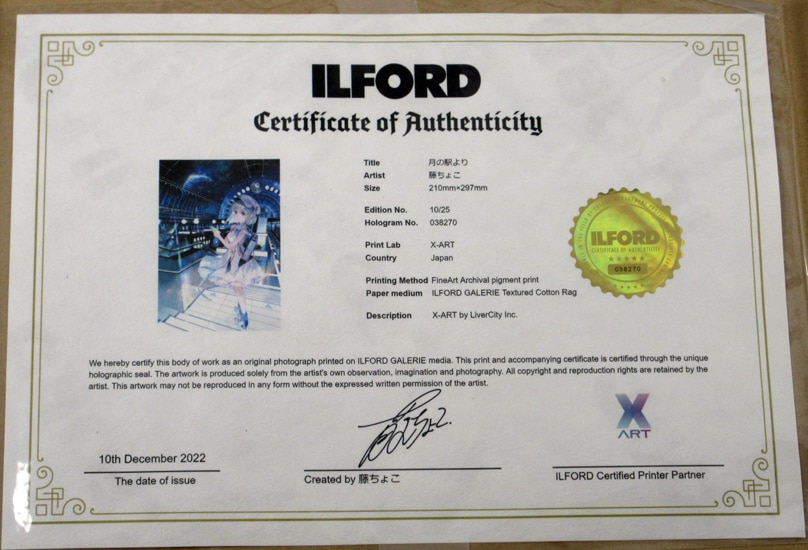 ILFORD
Certificate of Authenticity
Title 月の駅より
Artist 藤ちょこ
Size 210mm×297mm
Edition No. 10/25
Hologram No. 038270
Print Lab X-ART
Country Japan
Printing Method FineArt Archival pigment print
Paper medium ILFORD GALERIE Textured Cotton Rag
Description X-ART by LiverCity Inc.
ILFORD
CERTIFICATE OF AUTHENTICITY
038270
We hereby certify this body of work as an original photograph printed on ILFORD GALERIE media. This print and accompanying certificate is certified through the unique
holographic seal. The artwork is produced solely from the artist's own observation, imagination and photography. All copyright and reproduction rights are retained by the
artist. This artwork may not be reproduced in any form without the expressed written permission of the artist.
X
ART
10th December 2022
The date of issue
藤ちょこ
Created by 藤ちょこ
ILFORD Certified Printer Partner